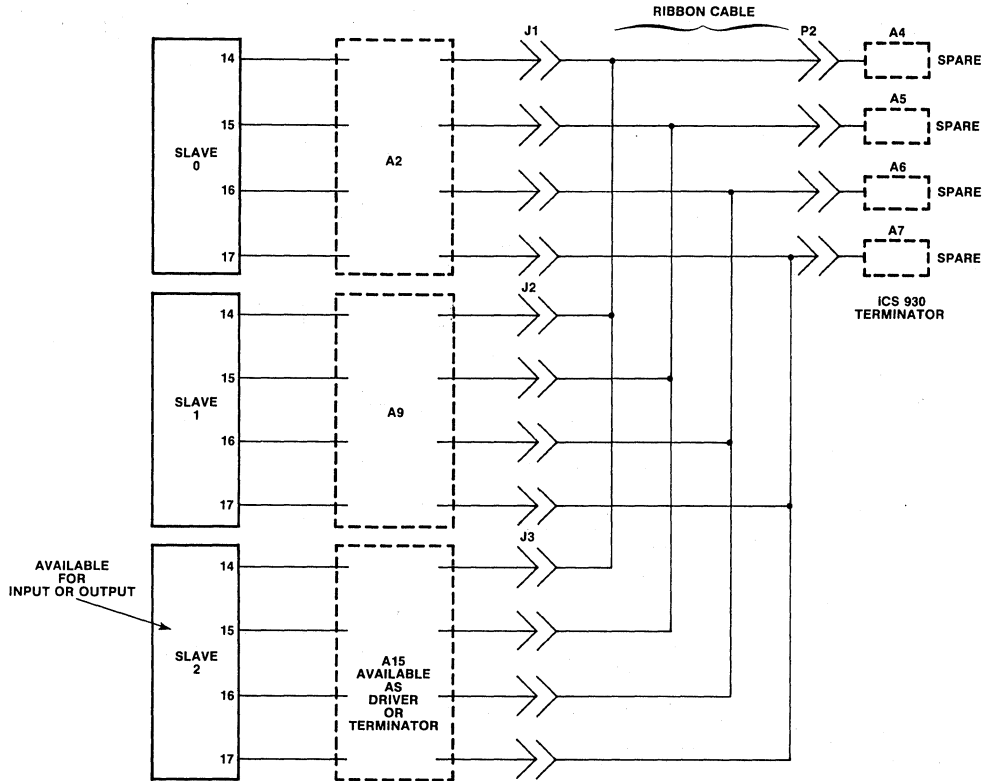 RIBBON CABLE
J1
P2
A4
SPARE
A5
SPARE
A6
SPARE
A7
SPARE
iCS 930
TERMINATOR
14
15
SLAVE
0
16
17
A2
J2
14
15
SLAVE
1
16
17
A9
J3
AVAILABLE
FOR
INPUT OR OUTPUT
14
15
SLAVE
2
16
17
A15
AVAILABLE
AS
DRIVER
OR
TERMINATOR